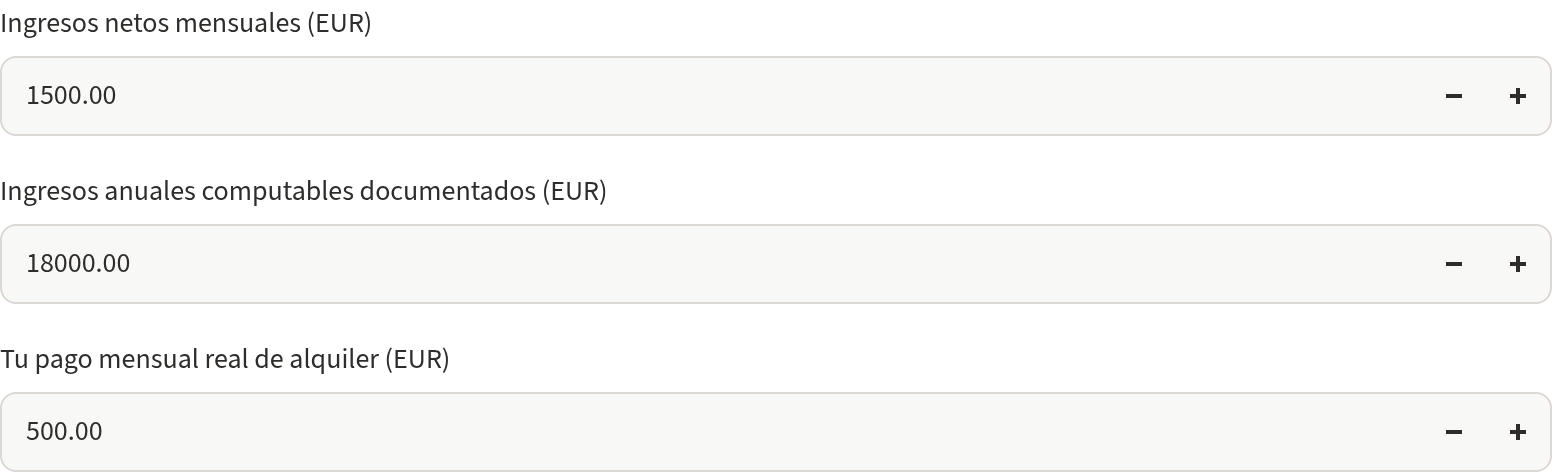 Ingresos netos mensuales (EUR)
1500.00
Ingresos anuales computables documentados (EUR)
18000.00
Tu pago mensual real de alquiler (EUR)
500.00